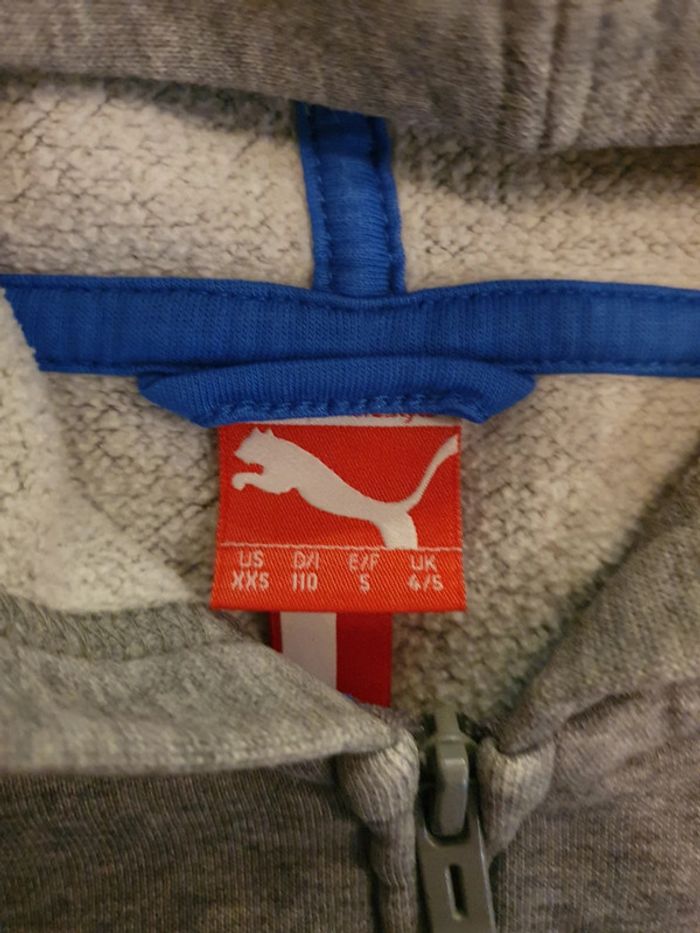 US D/I E/F UK
XXS 110 S 4/5